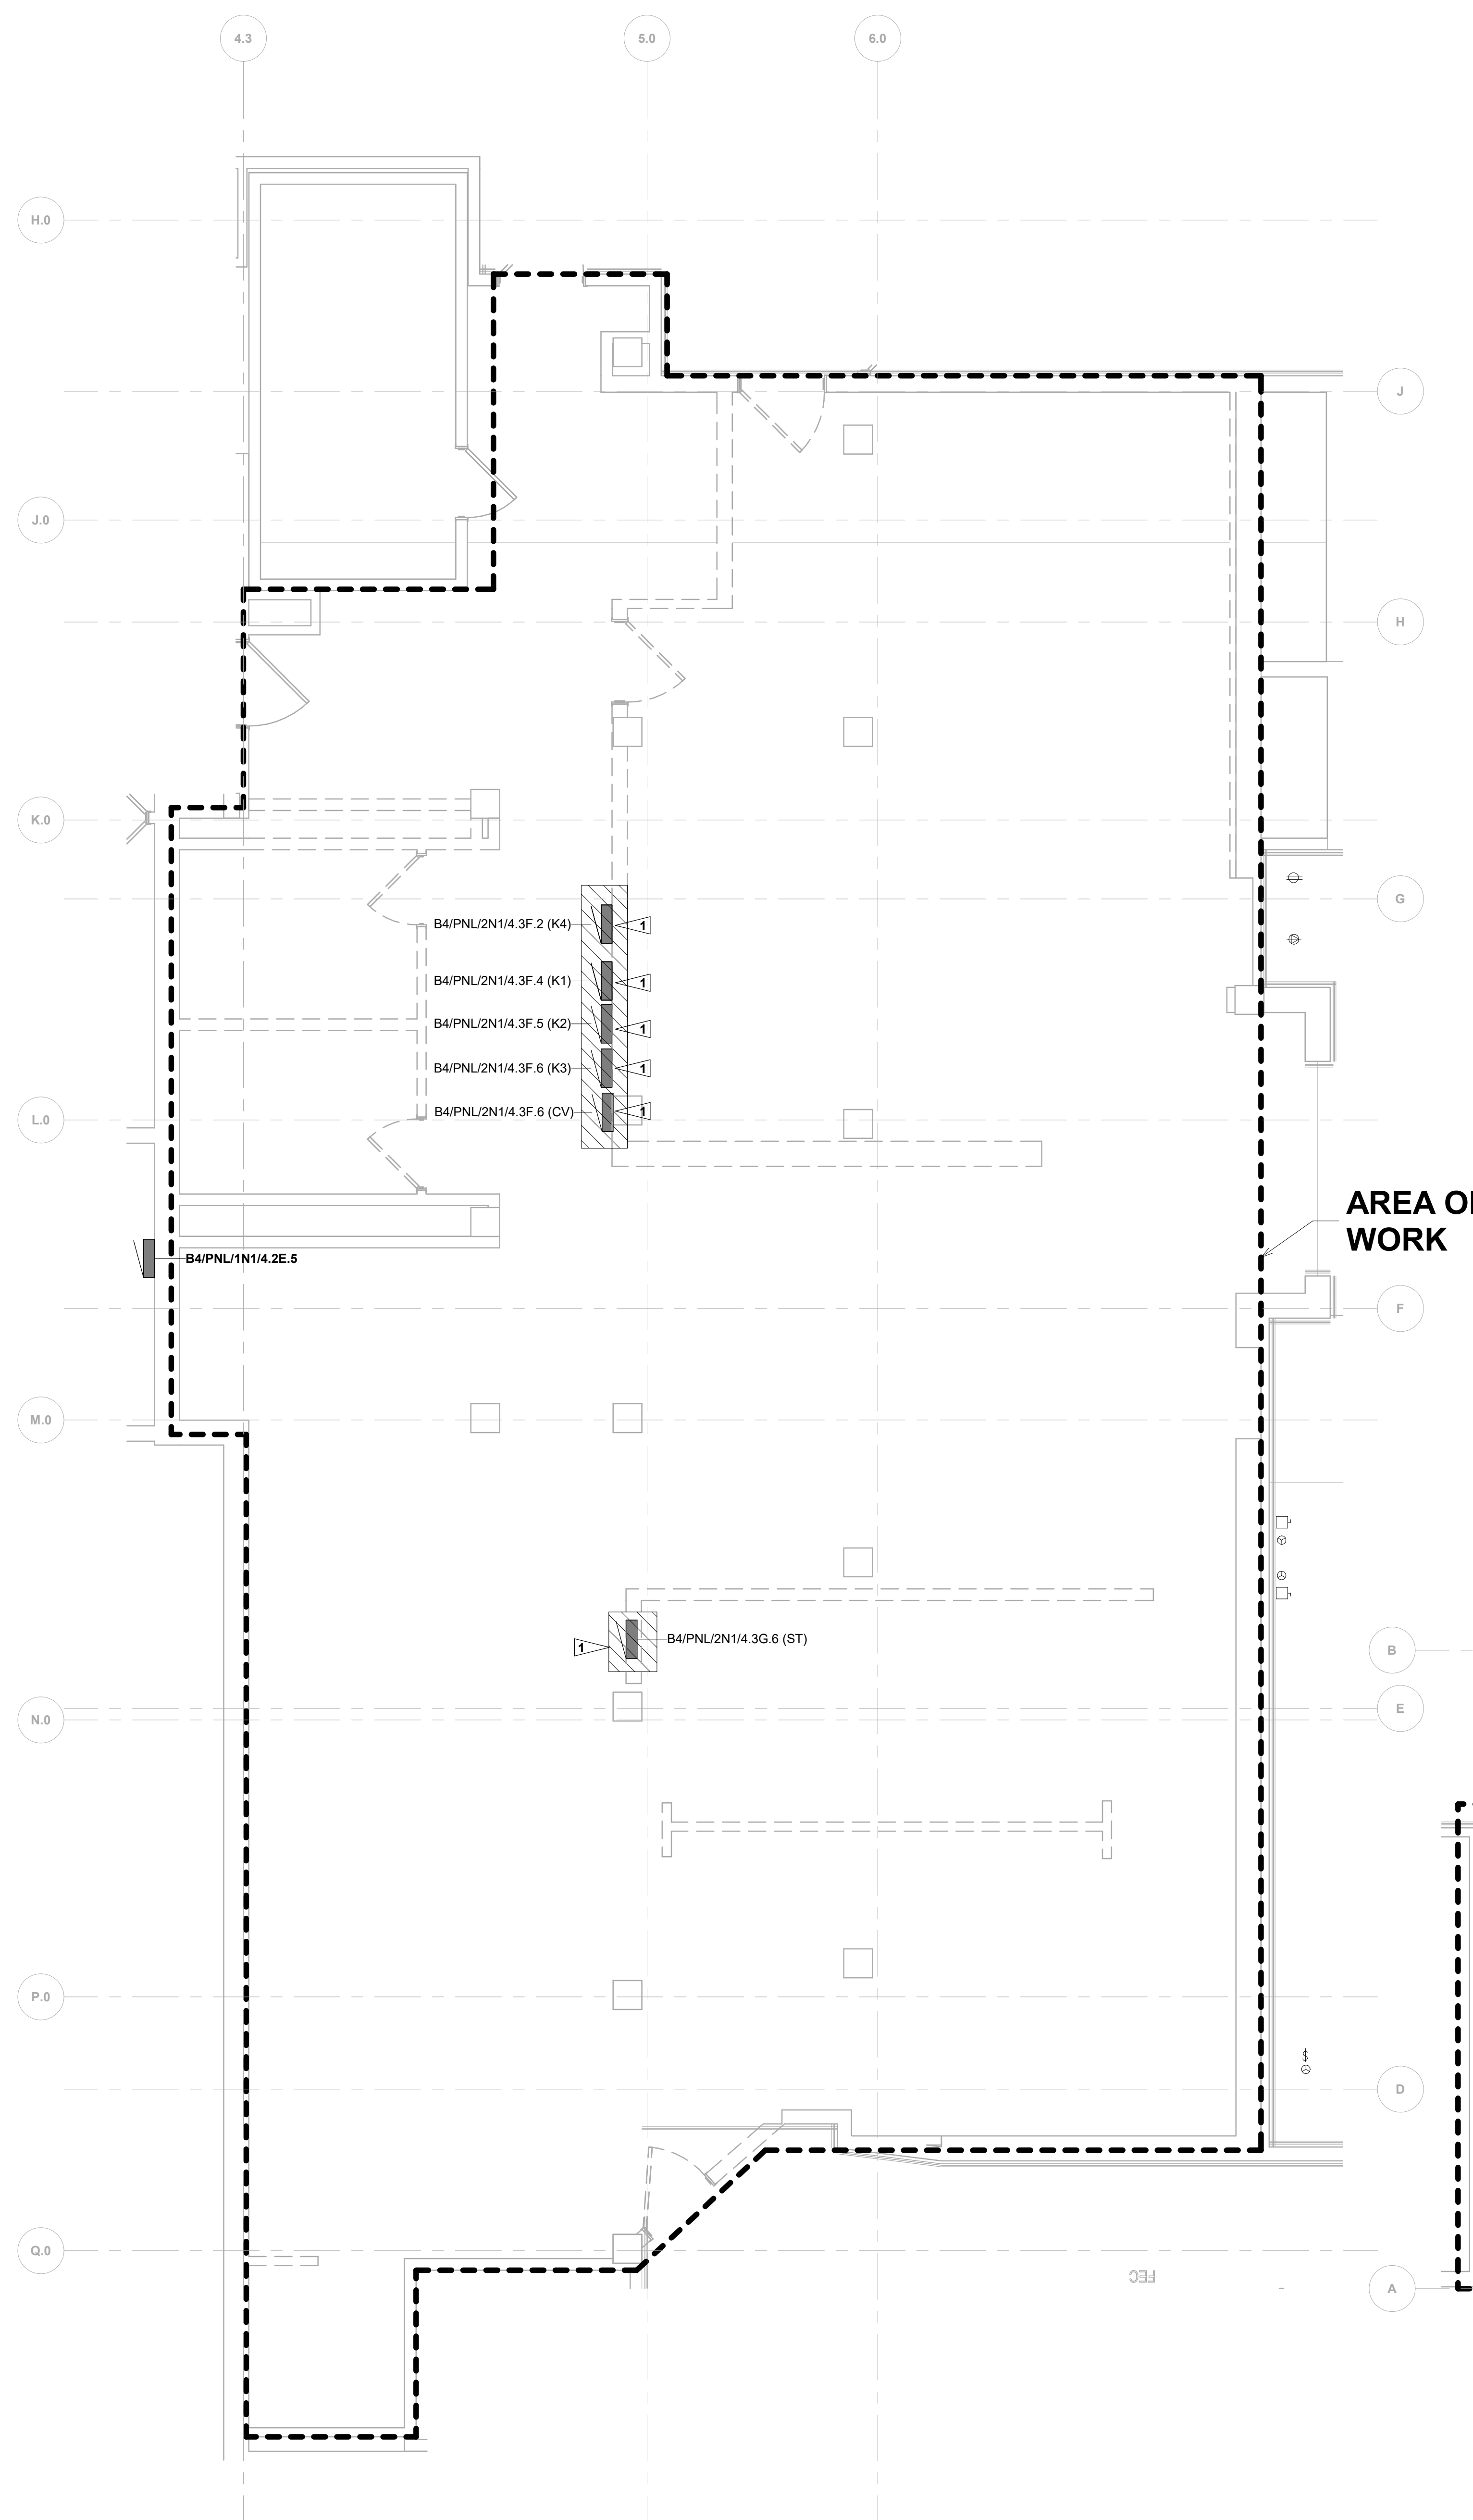 4.3
5.0
6.0
H.0
J
J.0
H
K.0
G
B4/PNL/2N1/4.3F.2 (K4)
1
B4/PNL/2N1/4.3F.4 (K1)
1
B4/PNL/2N1/4.3F.5 (K2)
1
B4/PNL/2N1/4.3F.6 (K3)
1
B4/PNL/2N1/4.3F.6 (CV)
1
L.0
AREA O
WORK
B4/PNL/1N1/4.2E.5
F
M.0
1
B4/PNL/2N1/4.3G.6 (ST)
B
E
N.0
P.0
$
D
Q.0
FEC
A